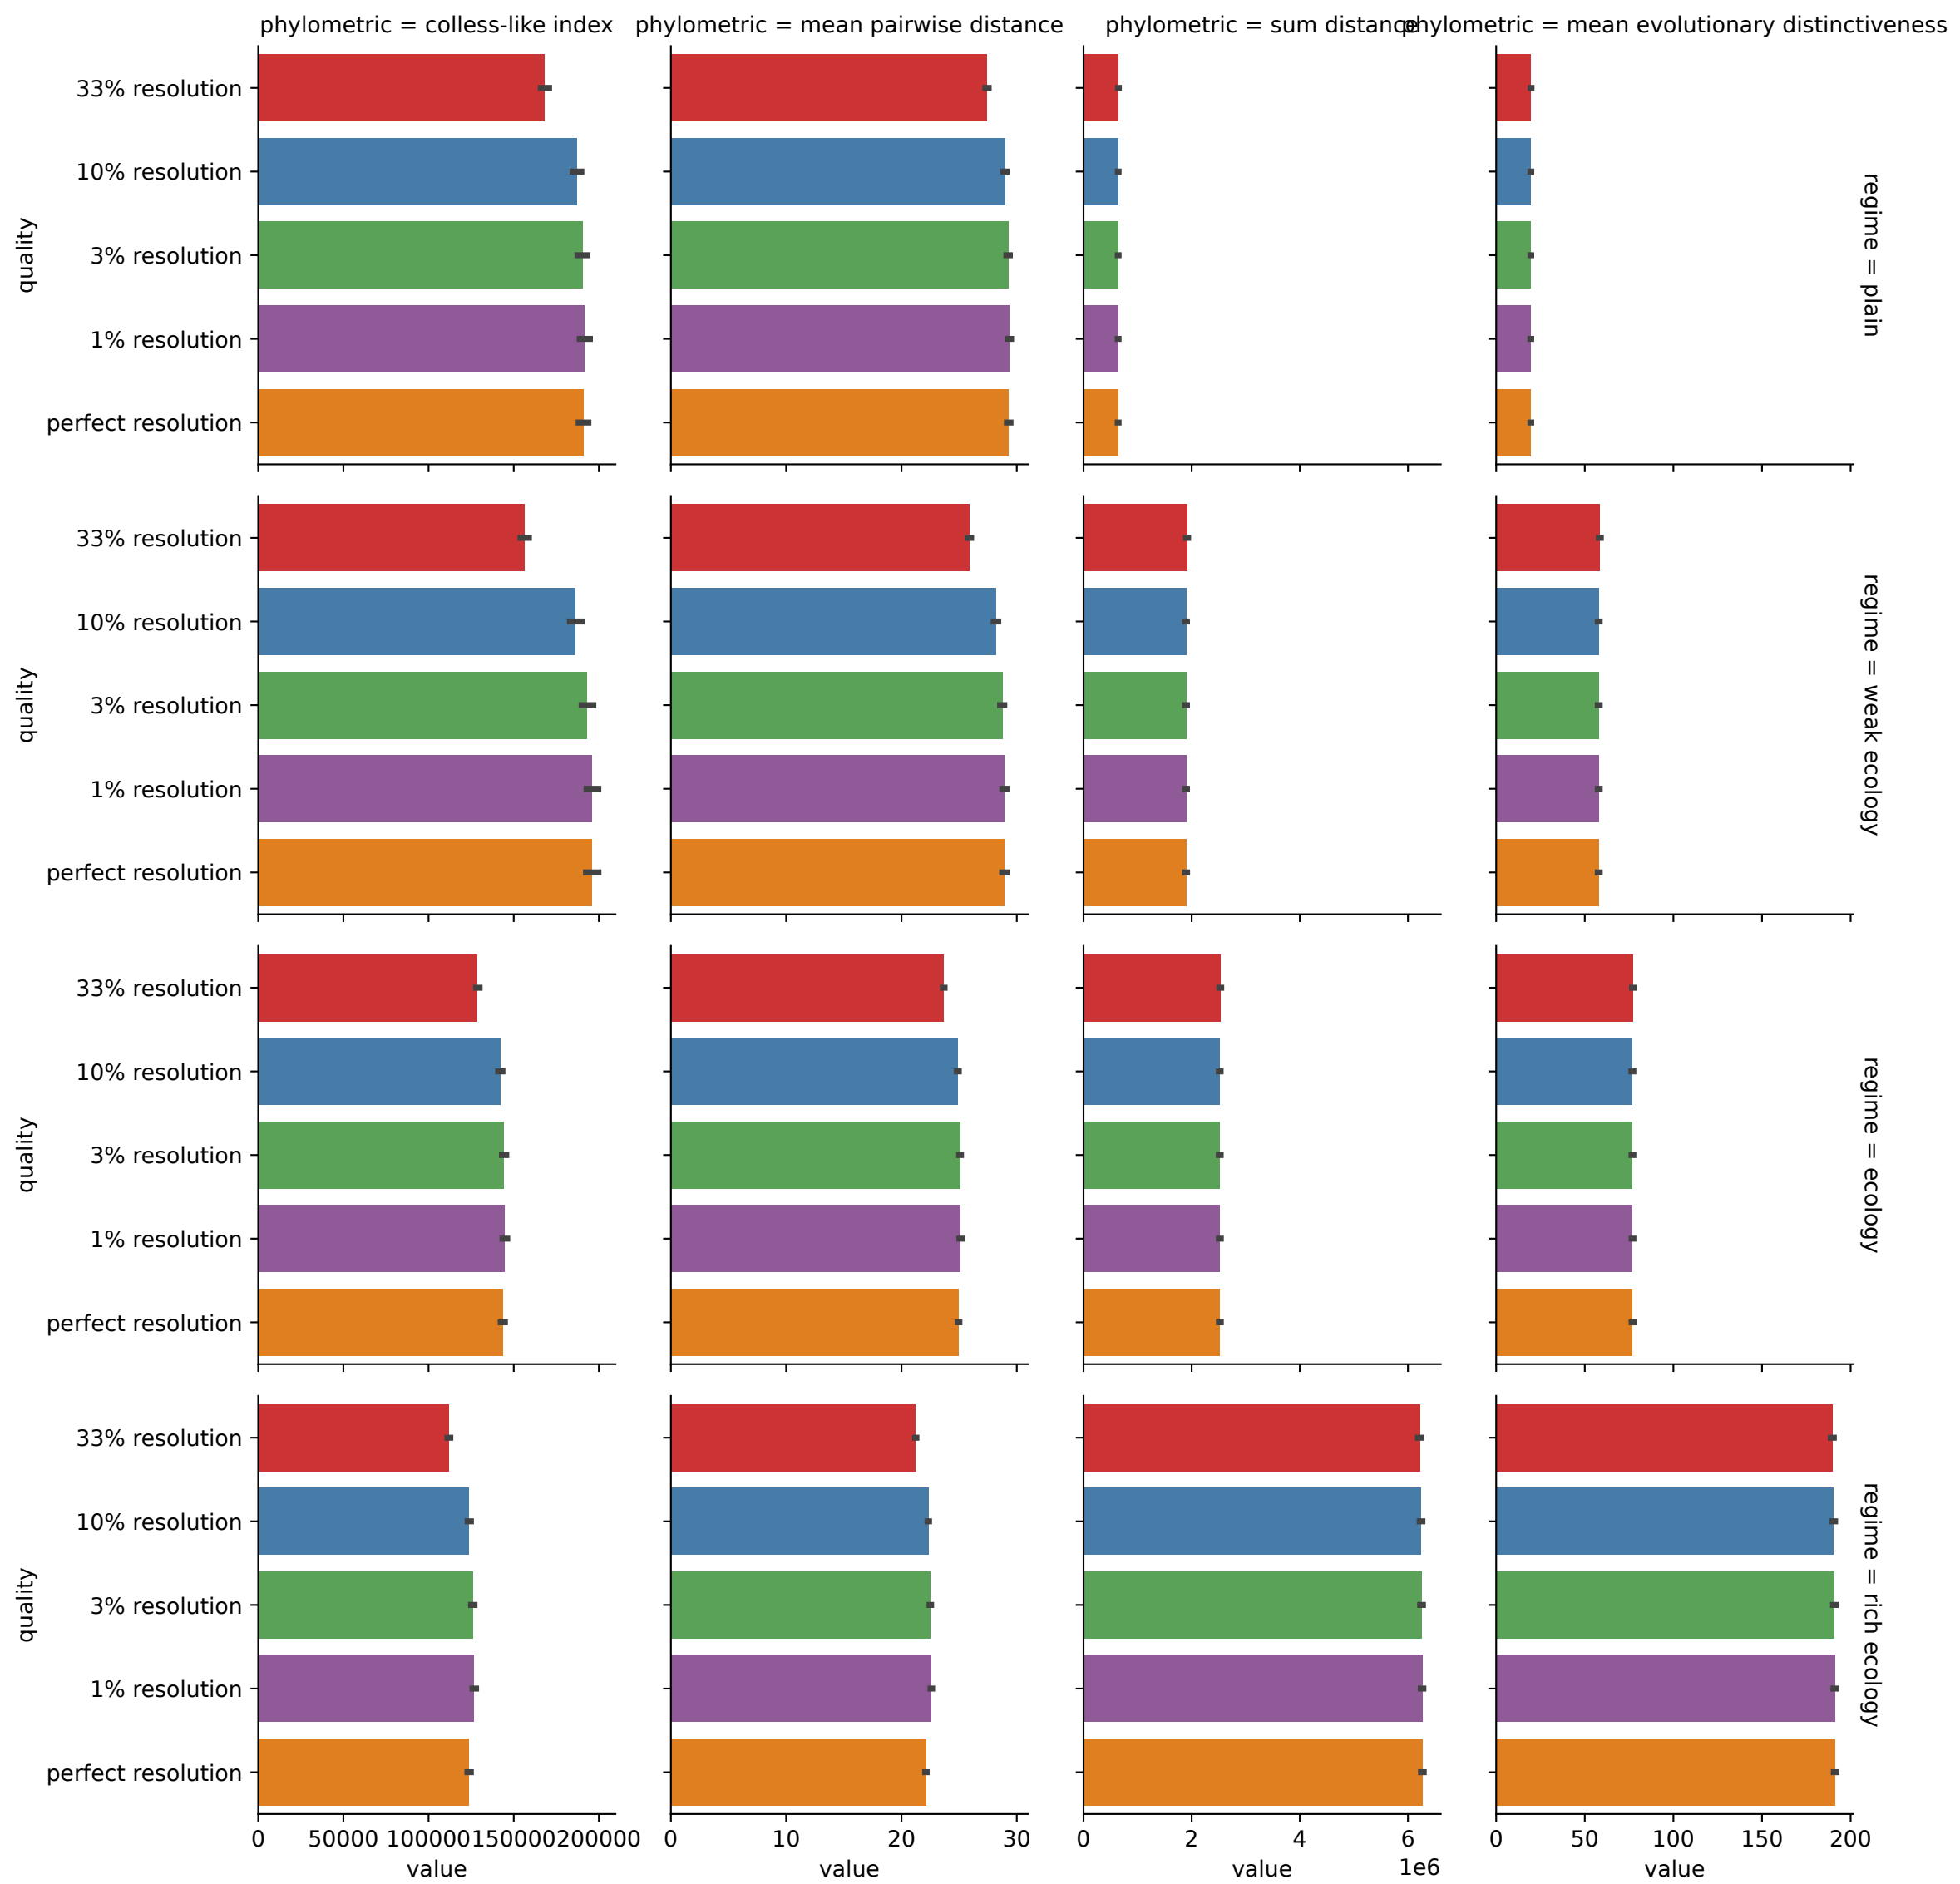 phylometric = colless-like index
phylometric = mean pairwise distance
phylometric = sum distance
phylometric = mean evolutionary distinctiveness
quality
33% resolution
10% resolution
3% resolution
1% resolution
perfect resolution
regime = plain
quality
33% resolution
10% resolution
3% resolution
1% resolution
perfect resolution
regime = weak ecology
quality
33% resolution
10% resolution
3% resolution
1% resolution
perfect resolution
regime = ecology
quality
33% resolution
10% resolution
3% resolution
1% resolution
perfect resolution
regime = rich ecology
0 50000 100000 150000 200000
value
0 10 20 30
value
0 2 4 6
1e6
value
0 50 100 150 200
value